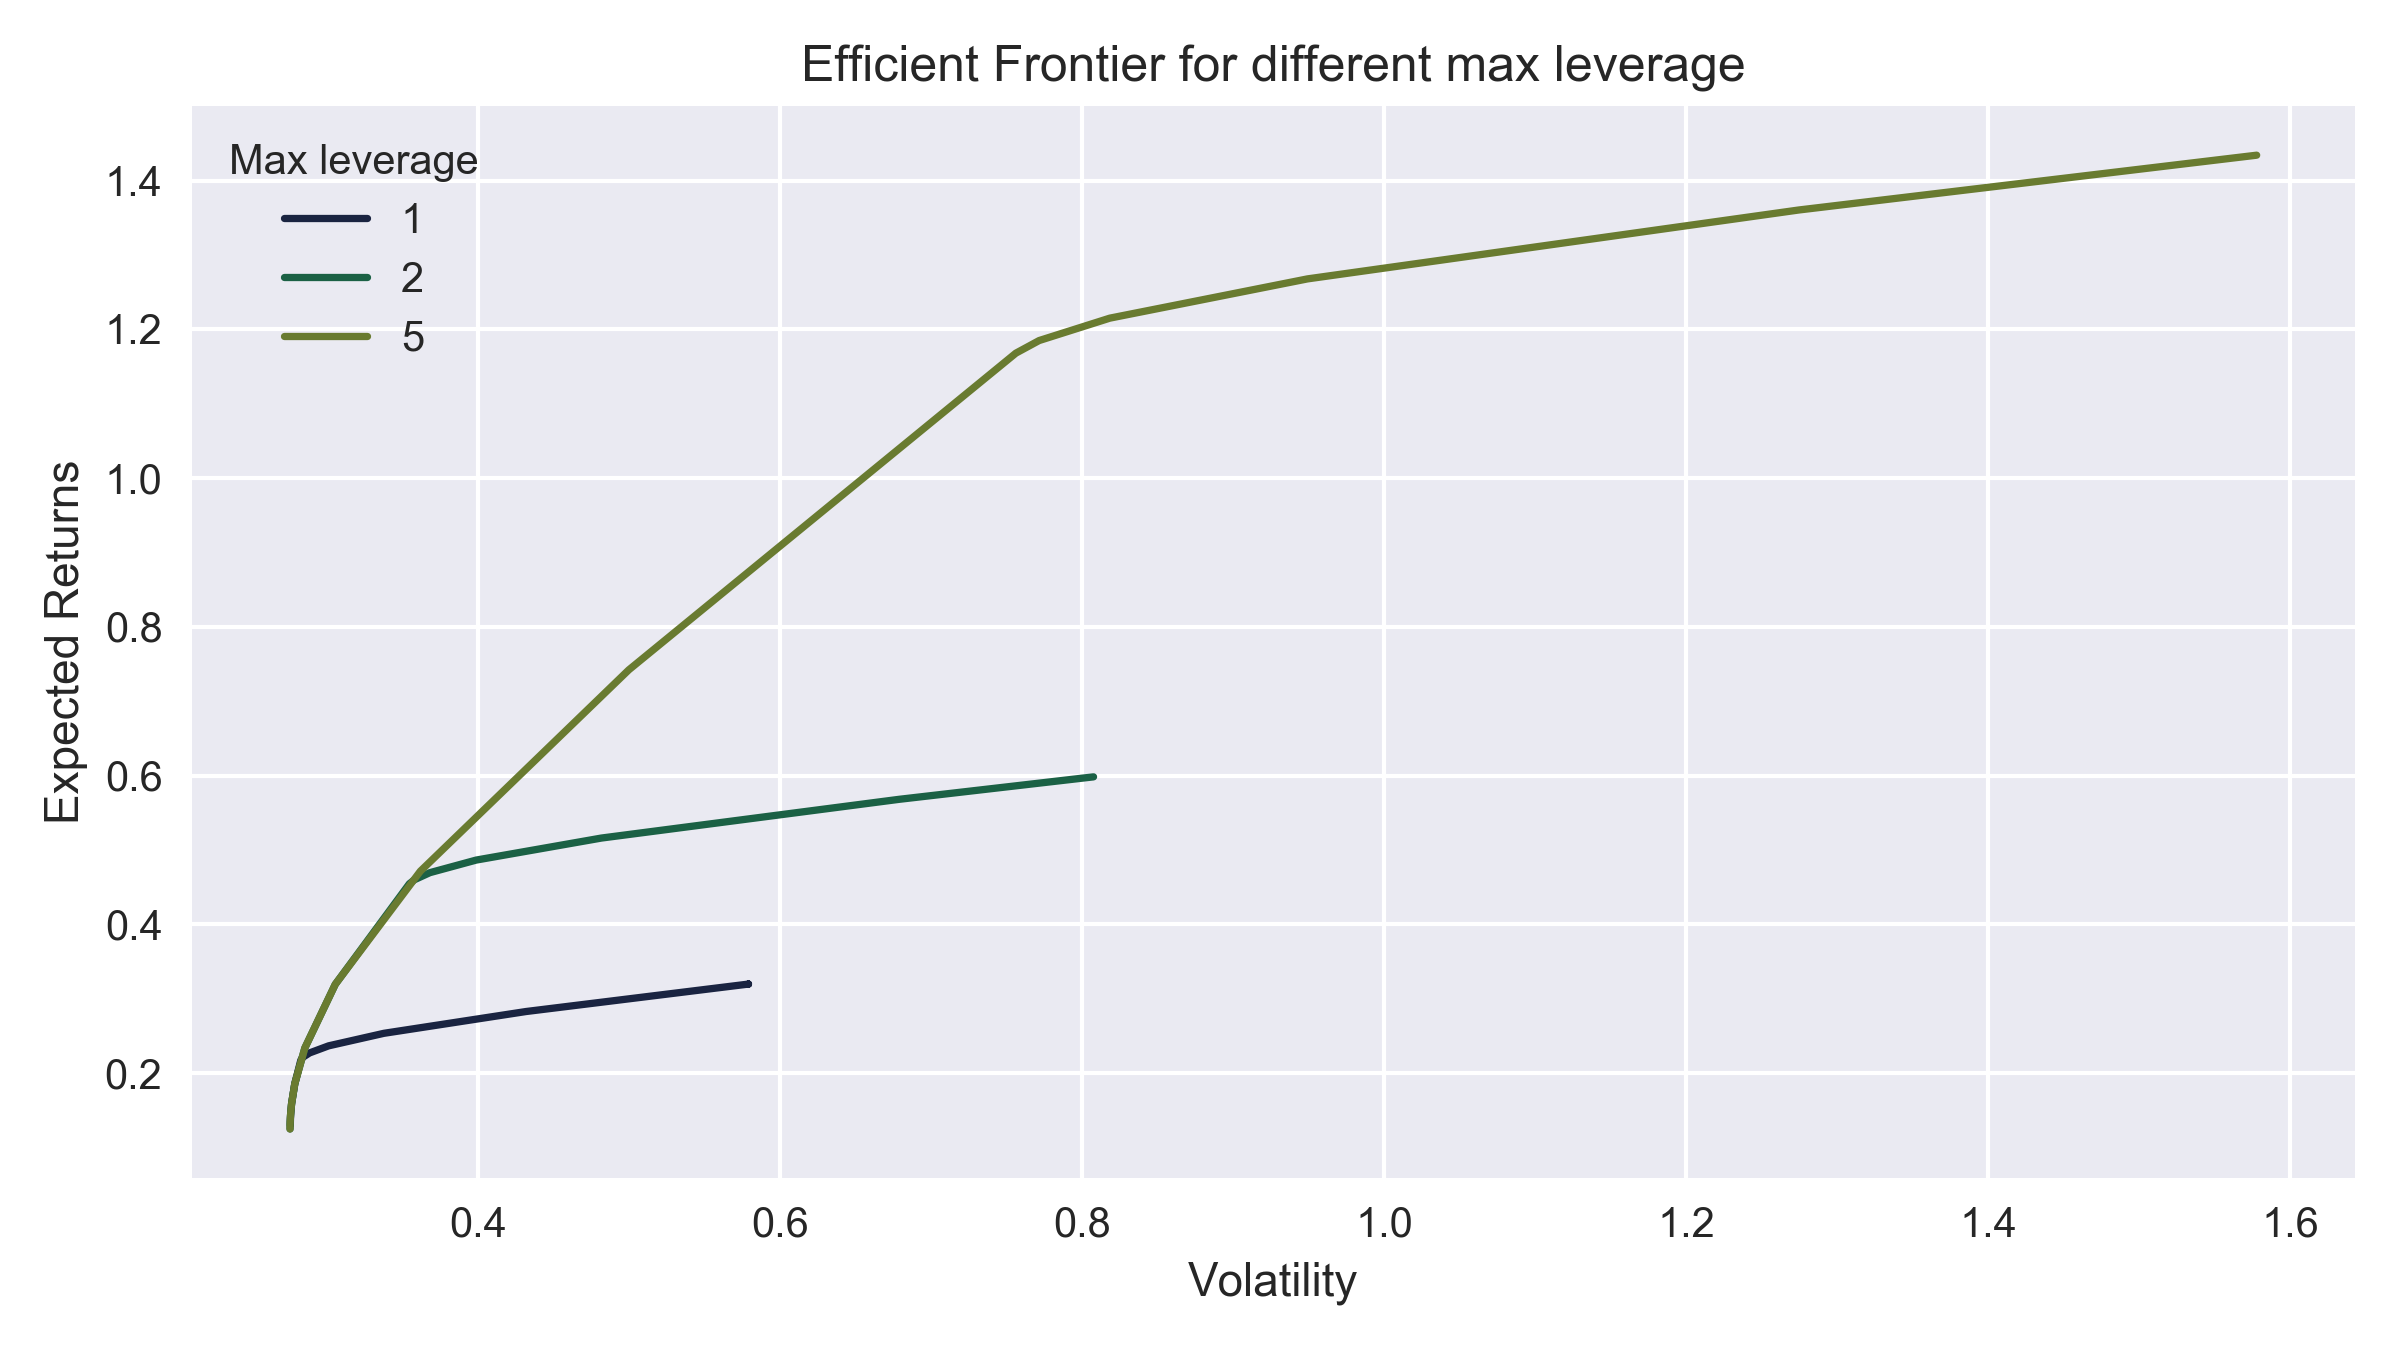 Efficient Frontier for different max leverage
Max leverage
1
2
5
Expected Returns
1.4
1.2
1.0
0.8
0.6
0.4
0.2
0.4 0.6 0.8 1.0 1.2 1.4 1.6
Volatility